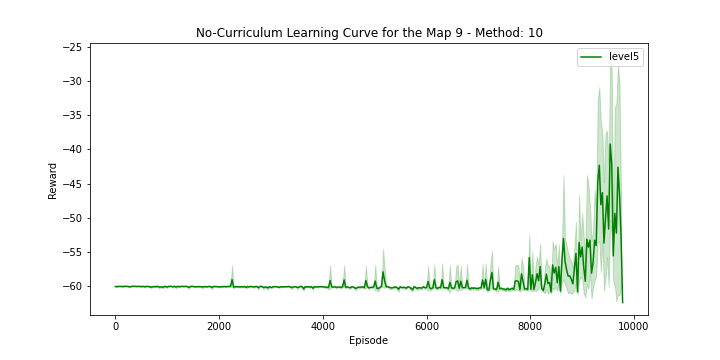 No-Curriculum Learning Curve for the Map 9 - Method: 10
level5
Reward
−25
−30
−35
−40
−45
−50
−55
−60
0 2000 4000 6000 8000 10000
Episode